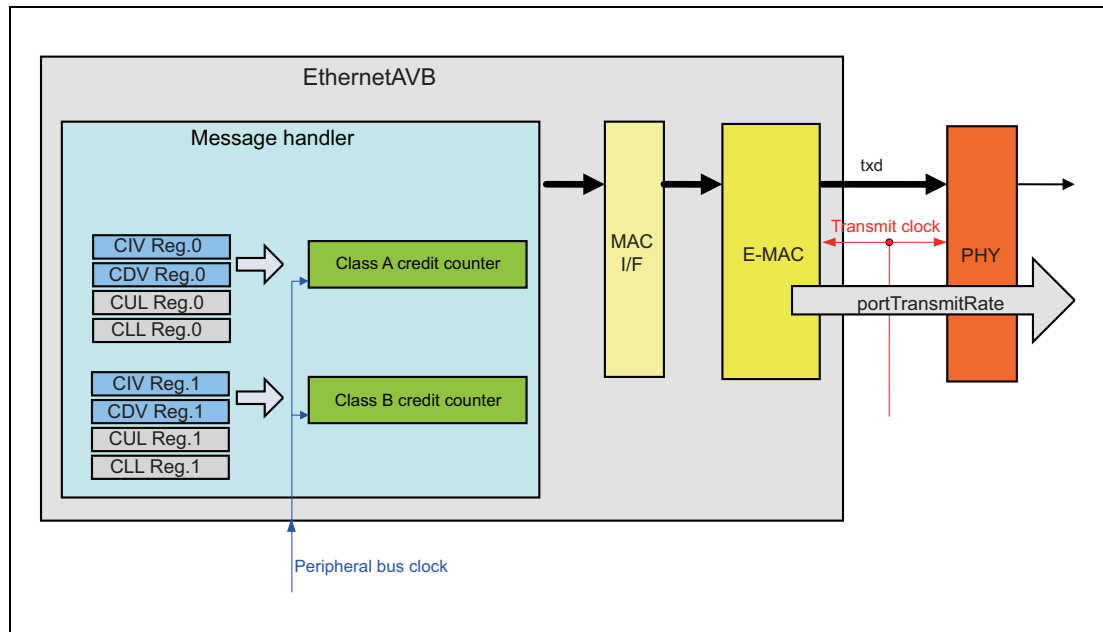 EthernetAVB
Message handler
CIV Reg.0
CDV Reg.0
CUL Reg.0
CLL Reg.0
Class A credit counter
CIV Reg.1
CDV Reg.1
CUL Reg.1
CLL Reg.1
Class B credit counter
MAC
I/F
E-MAC
txd
Transmit clock
PHY
portTransmitRate
Peripheral bus clock